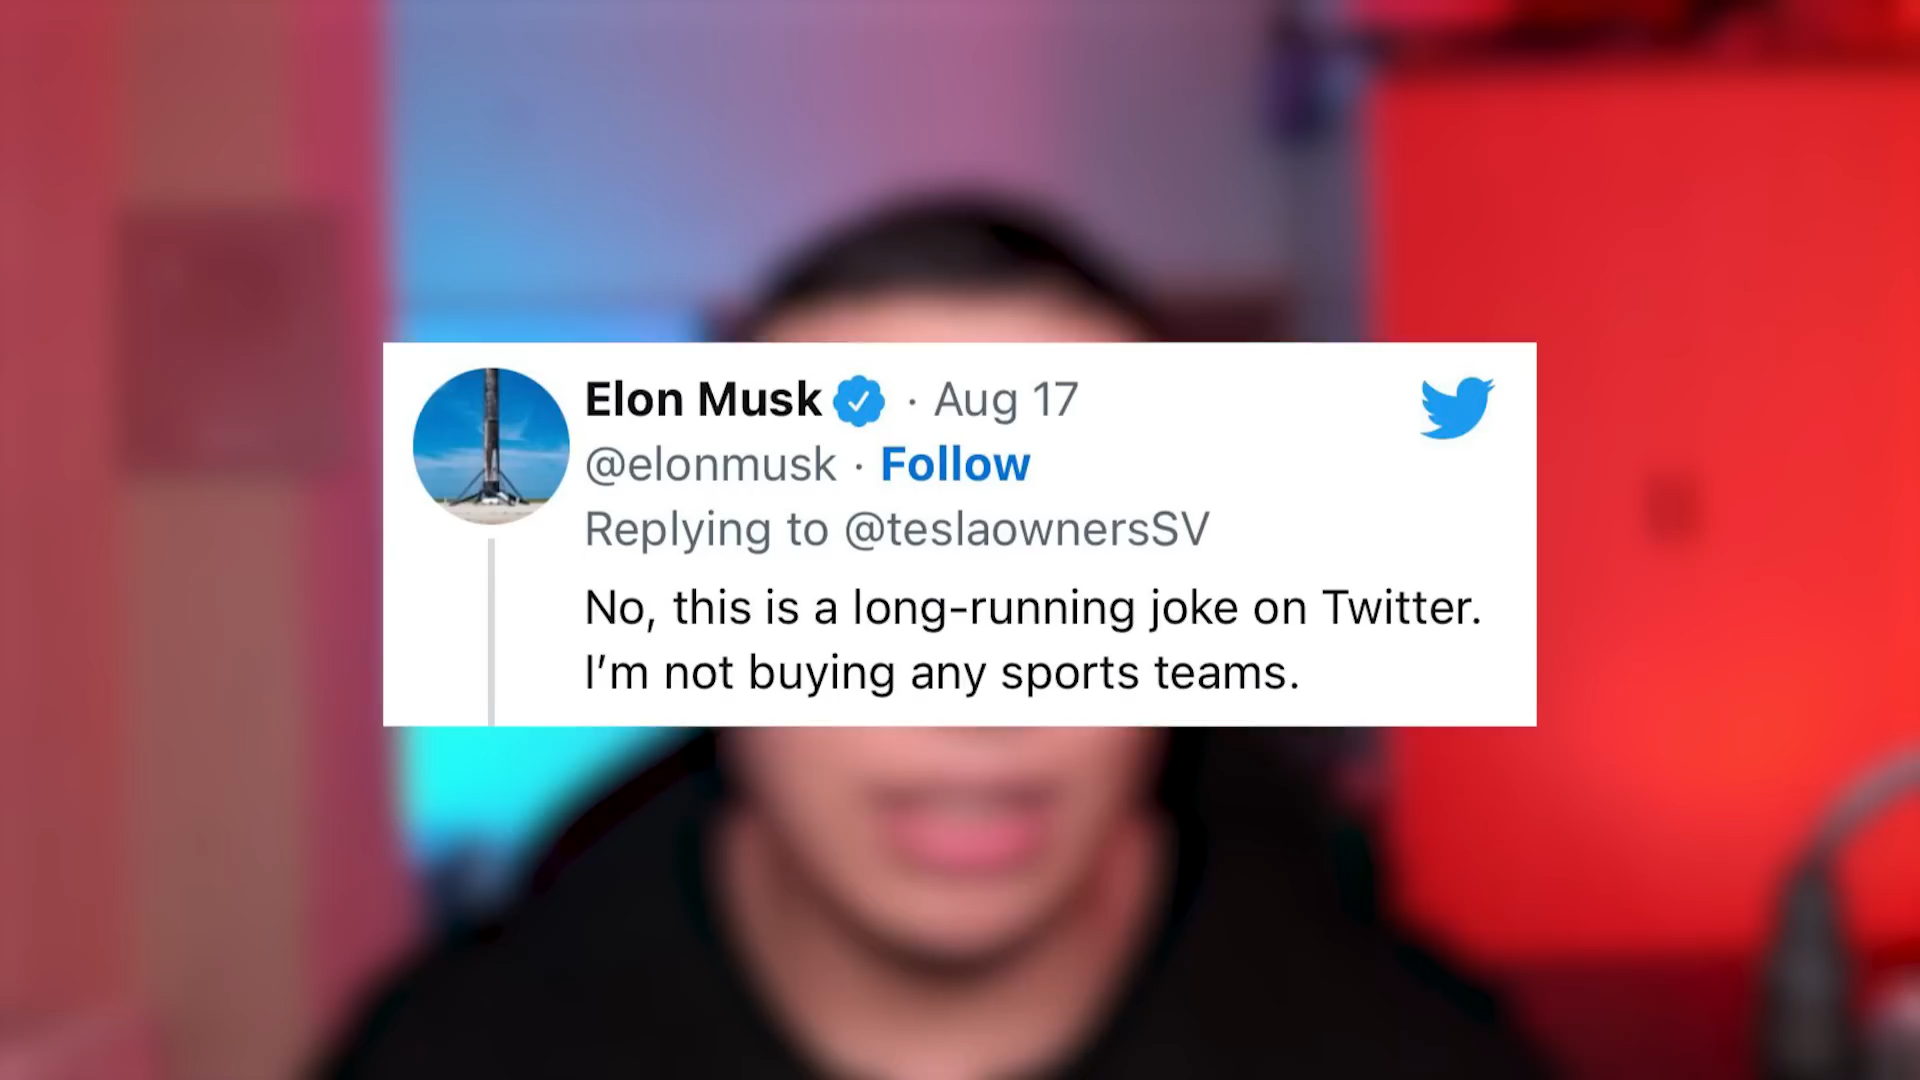 Elon Musk · Aug 17
@elonmusk · Follow
Replying to @teslaownersSV
No, this is a long-running joke on Twitter.
I’m not buying any sports teams.